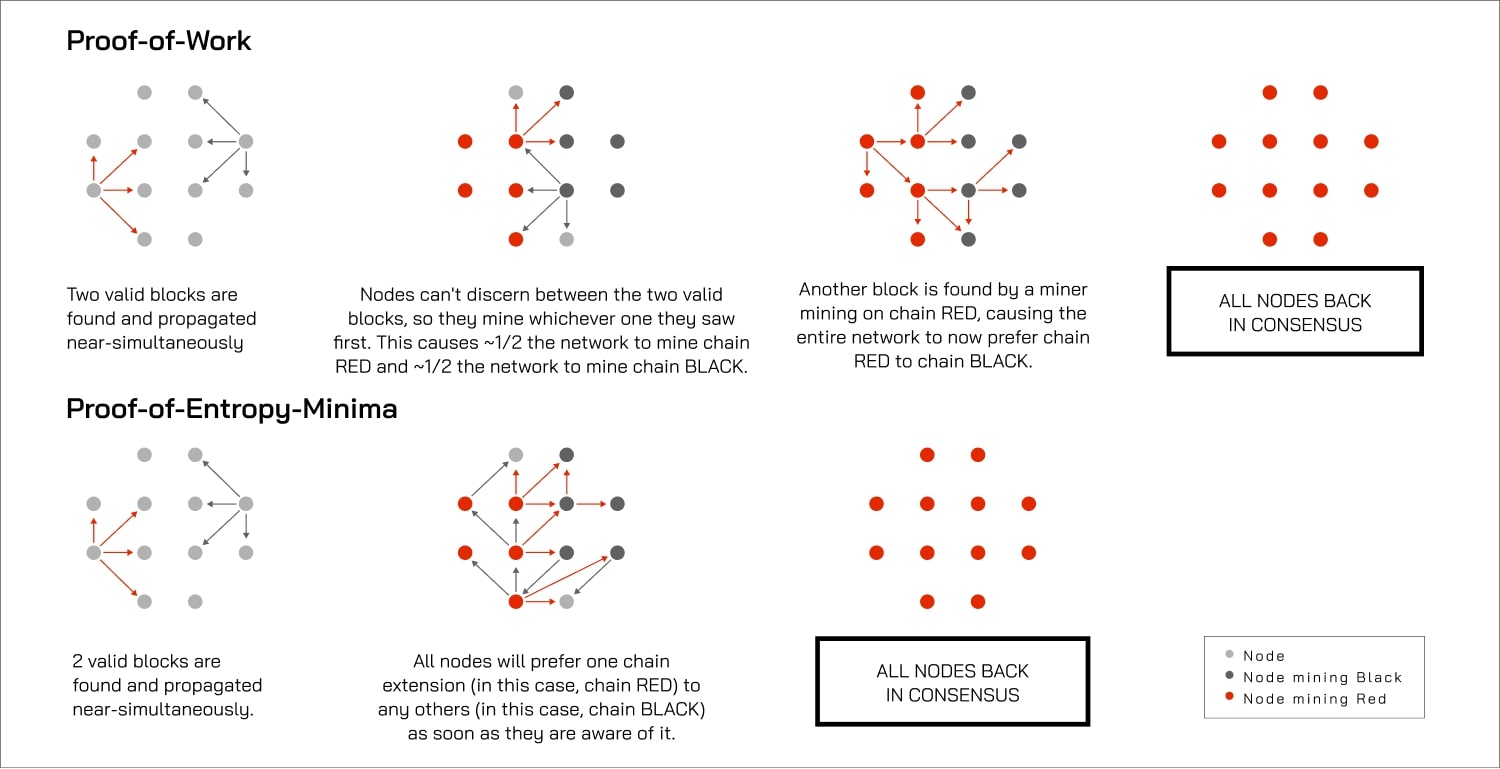 Proof-of-Work
Two valid blocks are
found and propagated
near-simultaneously
Nodes can't discern between the two valid
blocks, so they mine whichever one they saw
first. This causes ~1/2 the network to mine chain
RED and ~1/2 the network to mine chain BLACK.
Another block is found by a miner
mining on chain RED, causing the
entire network to now prefer chain
RED to chain BLACK.
ALL NODES BACK
IN CONSENSUS
Proof-of-Entropy-Minima
2 valid blocks are
found and propagated
near-simultaneously.
All nodes will prefer one chain
extension (in this case, chain RED) to
any others (in this case, chain BLACK)
as soon as they are aware of it.
ALL NODES BACK
IN CONSENSUS
Node
Node mining Black
Node mining Red